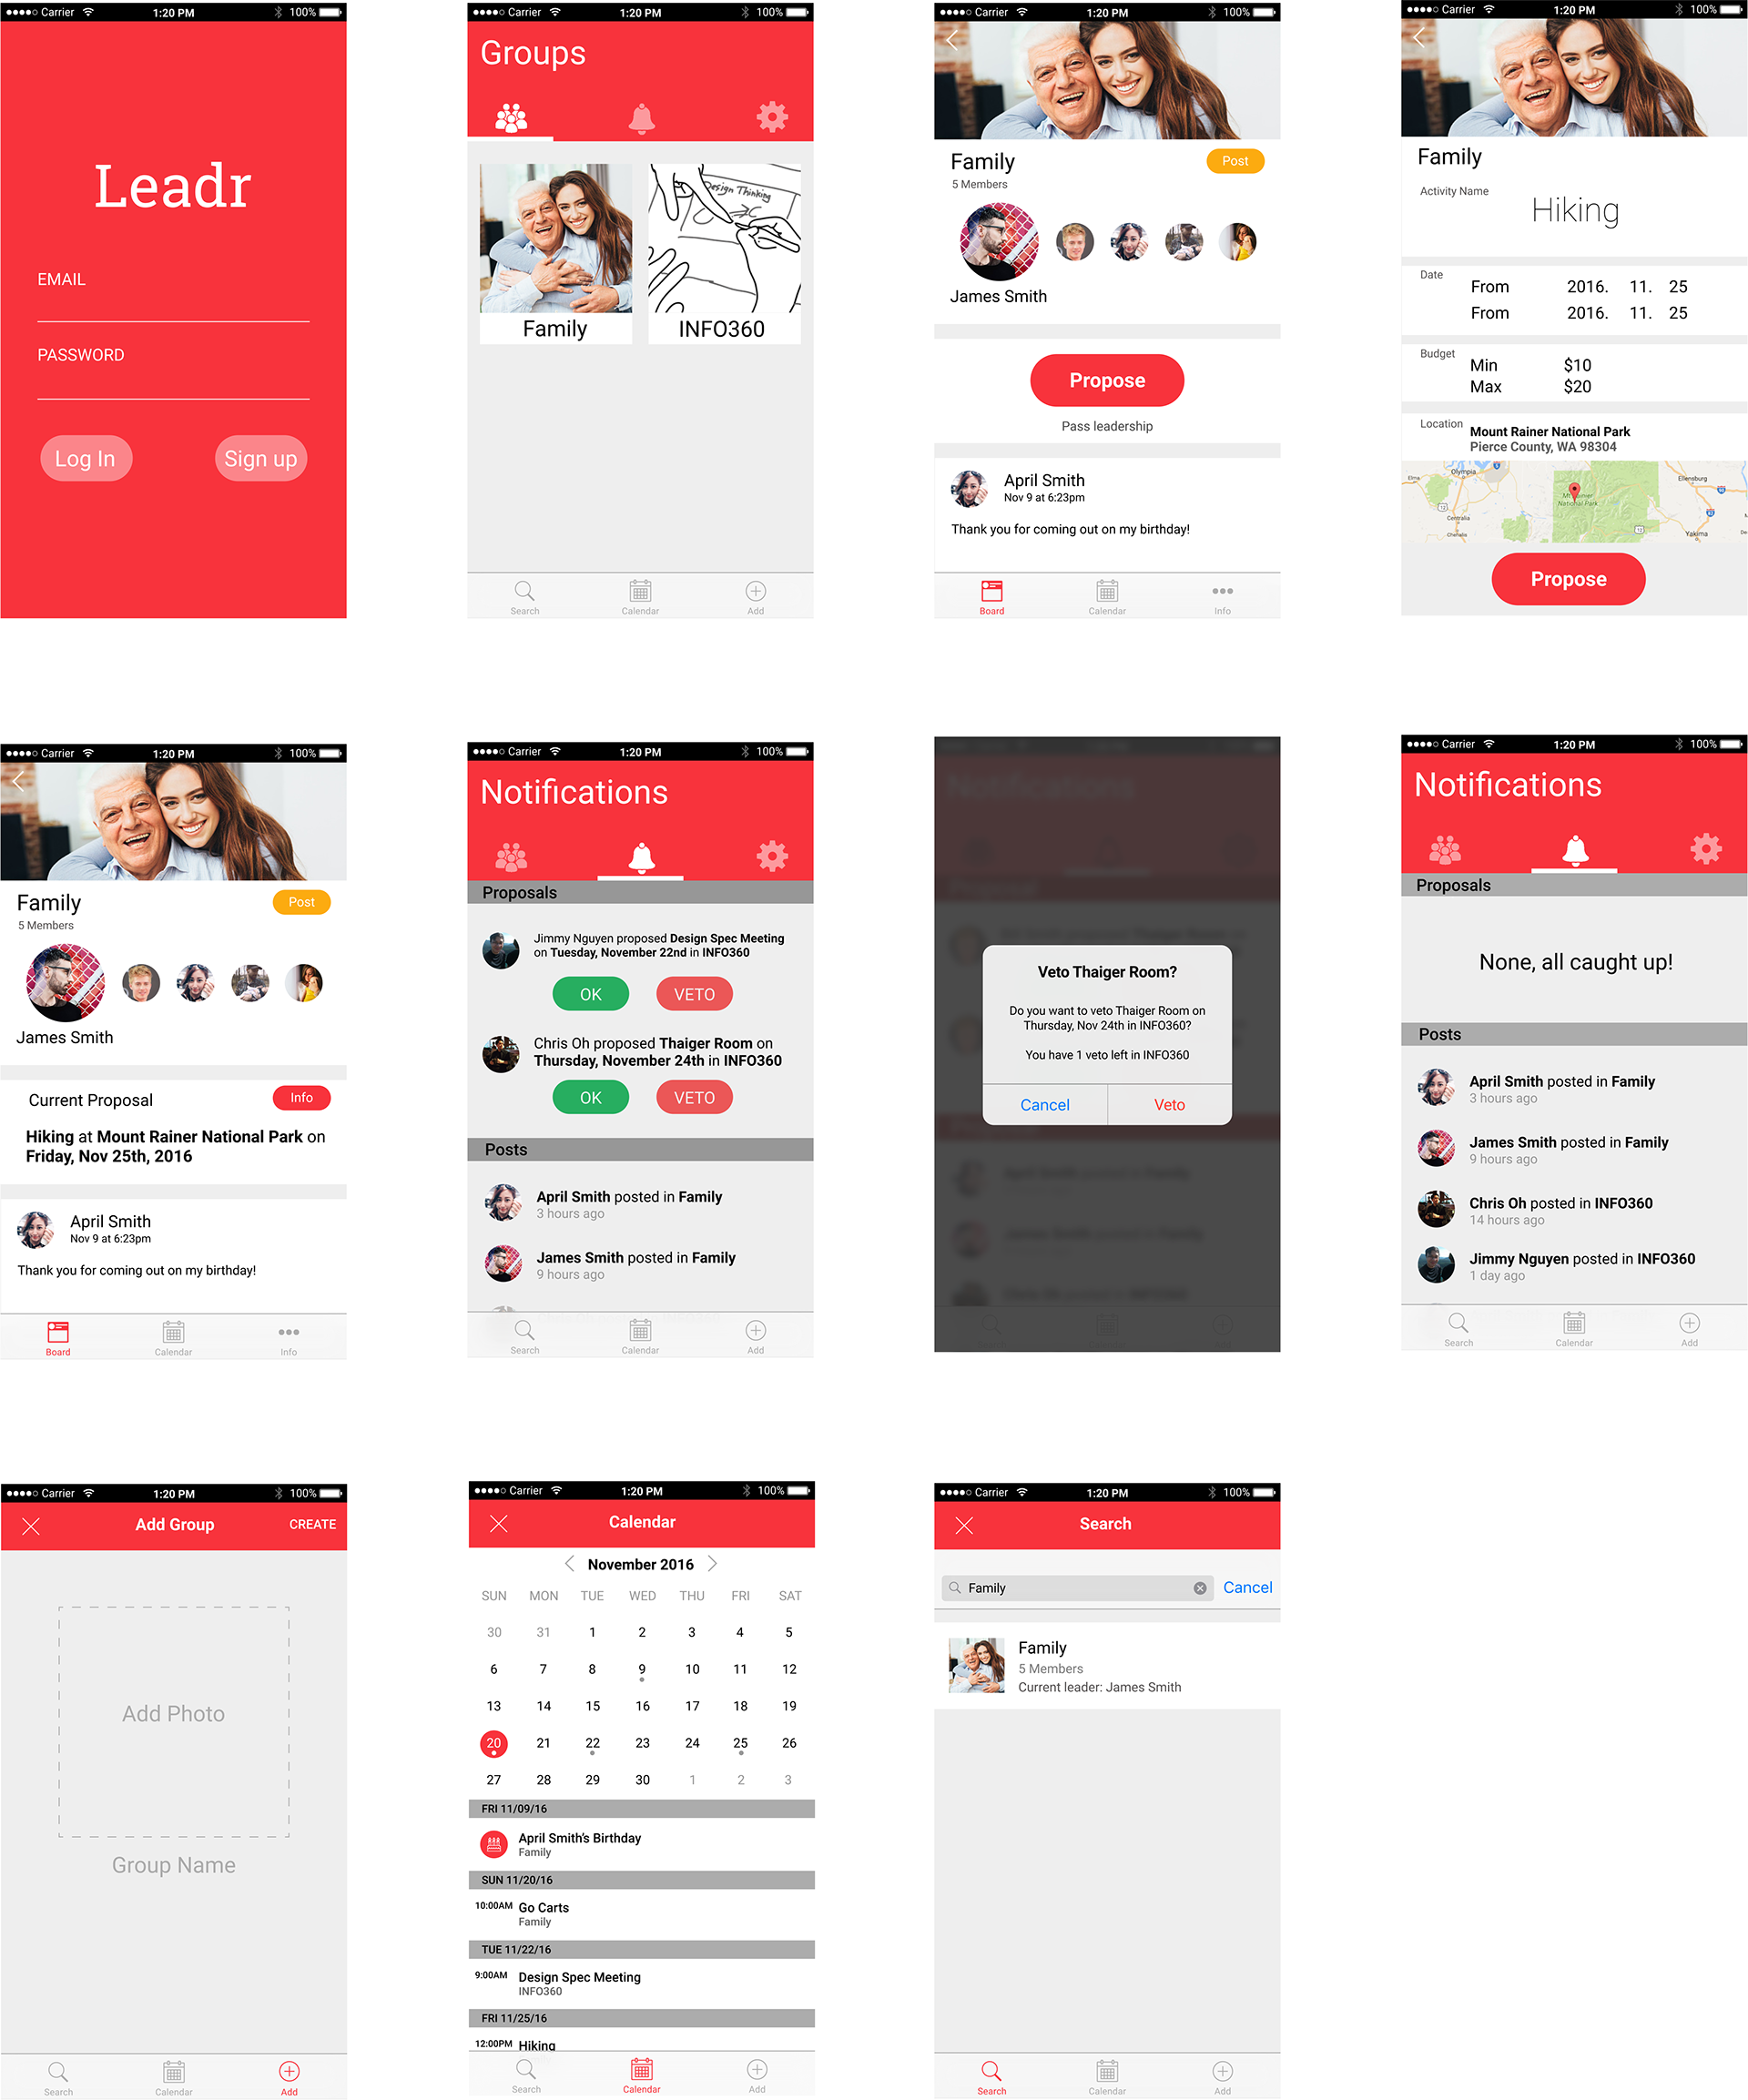 Carrier 1:20 PM 100%
Leadr
EMAIL
PASSWORD
Log In Sign up
Carrier 1:20 PM 100%
Groups
Design Thinking
Family INFO360
Search Calendar Add
Carrier 1:20 PM 100%
Family Post
5 Members
James Smith
Propose
Pass leadership
April Smith
Nov 9 at 6:23pm
Thank you for coming out on my birthday!
Board Calendar Info
Carrier 1:20 PM 100%
Family
Activity Name
Hiking
Date
From 2016. 11. 25
From 2016. 11. 25
Budget
Min $10
Max $20
Location Mount Rainer National Park
Pierce County, WA 98304
Olympia
Elma Ellensburg
Mt Rainier
National Park
Centralia
Chehalis Yakima
Propose
Carrier 1:20 PM 100%
Family Post
5 Members
James Smith
Current Proposal Info
Hiking at Mount Rainer National Park on
Friday, Nov 25th, 2016
April Smith
Nov 9 at 6:23pm
Thank you for coming out on my birthday!
Board Calendar Info
Carrier 1:20 PM 100%
Notifications
Proposals
Jimmy Nguyen proposed Design Spec Meeting
on Tuesday, November 22nd in INFO360
OK VETO
Chris Oh proposed Thaiger Room on
Thursday, November 24th in INFO360
OK VETO
Posts
April Smith posted in Family
3 hours ago
James Smith posted in Family
9 hours ago
Search Calendar Add
Notifications
Veto Thaiger Room?
Do you want to veto Thaiger Room on
Thursday, Nov 24th in INFO360?
You have 1 veto left in INFO360
Cancel Veto
Carrier 1:20 PM 100%
Notifications
Proposals
None, all caught up!
Posts
April Smith posted in Family
3 hours ago
James Smith posted in Family
9 hours ago
Chris Oh posted in INFO360
14 hours ago
Jimmy Nguyen posted in INFO360
1 day ago
Search Calendar Add
Carrier 1:20 PM 100%
Add Group CREATE
Add Photo
Group Name
Search Calendar Add
Carrier 1:20 PM 100%
Calendar
November 2016
SUN MON TUE WED THU FRI SAT
30 31 1 2 3 4 5
6 7 8 9 10 11 12
13 14 15 16 17 18 19
20 21 22 23 24 25 26
27 28 29 30 1 2 3
FRI 11/09/16
April Smith's Birthday
Family
SUN 11/20/16
10:00AM Go Carts
Family
TUE 11/22/16
9:00AM Design Spec Meeting
INFO360
FRI 11/25/16
12:00PM Hiking
Search Calendar Add
Carrier 1:20 PM 100%
Search
Family Cancel
Family
5 Members
Current leader: James Smith
Search Calendar Add